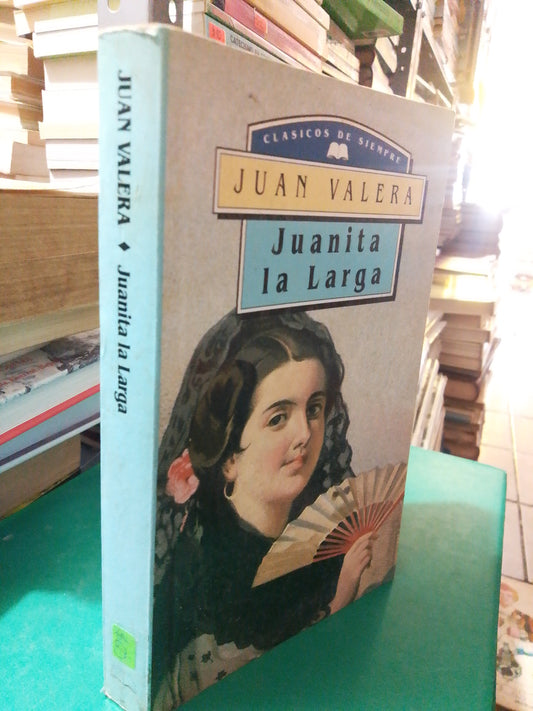 CLASICOS DE SIEMPRE
JUAN VALERA
Juanita
la Larga
JUAN VALERA ◆ Juanita la Larga